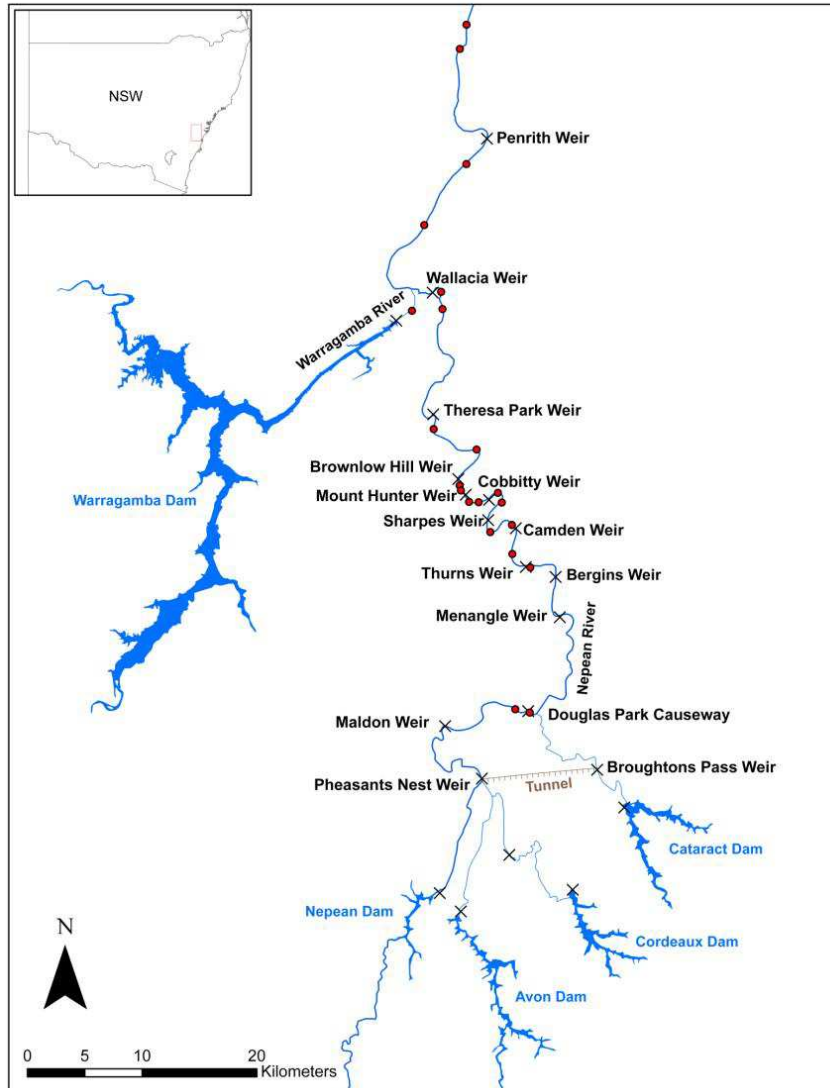 NSW
Penrith Weir
Wallacia Weir
Warragamba River
Theresa Park Weir
Brownlow Hill Weir
Cobbitty Weir
Mount Hunter Weir
Warragamba Dam
Sharpes Weir
Camden Weir
Thurns Weir
Bergins Weir
Menangle Weir
Nepean River
Douglas Park Causeway
Maldon Weir
Broughtons Pass Weir
Pheasants Nest Weir
Tunnel
Cataract Dam
Nepean Dam
Cordeaux Dam
Avon Dam
N
0 5 10 20
Kilometers